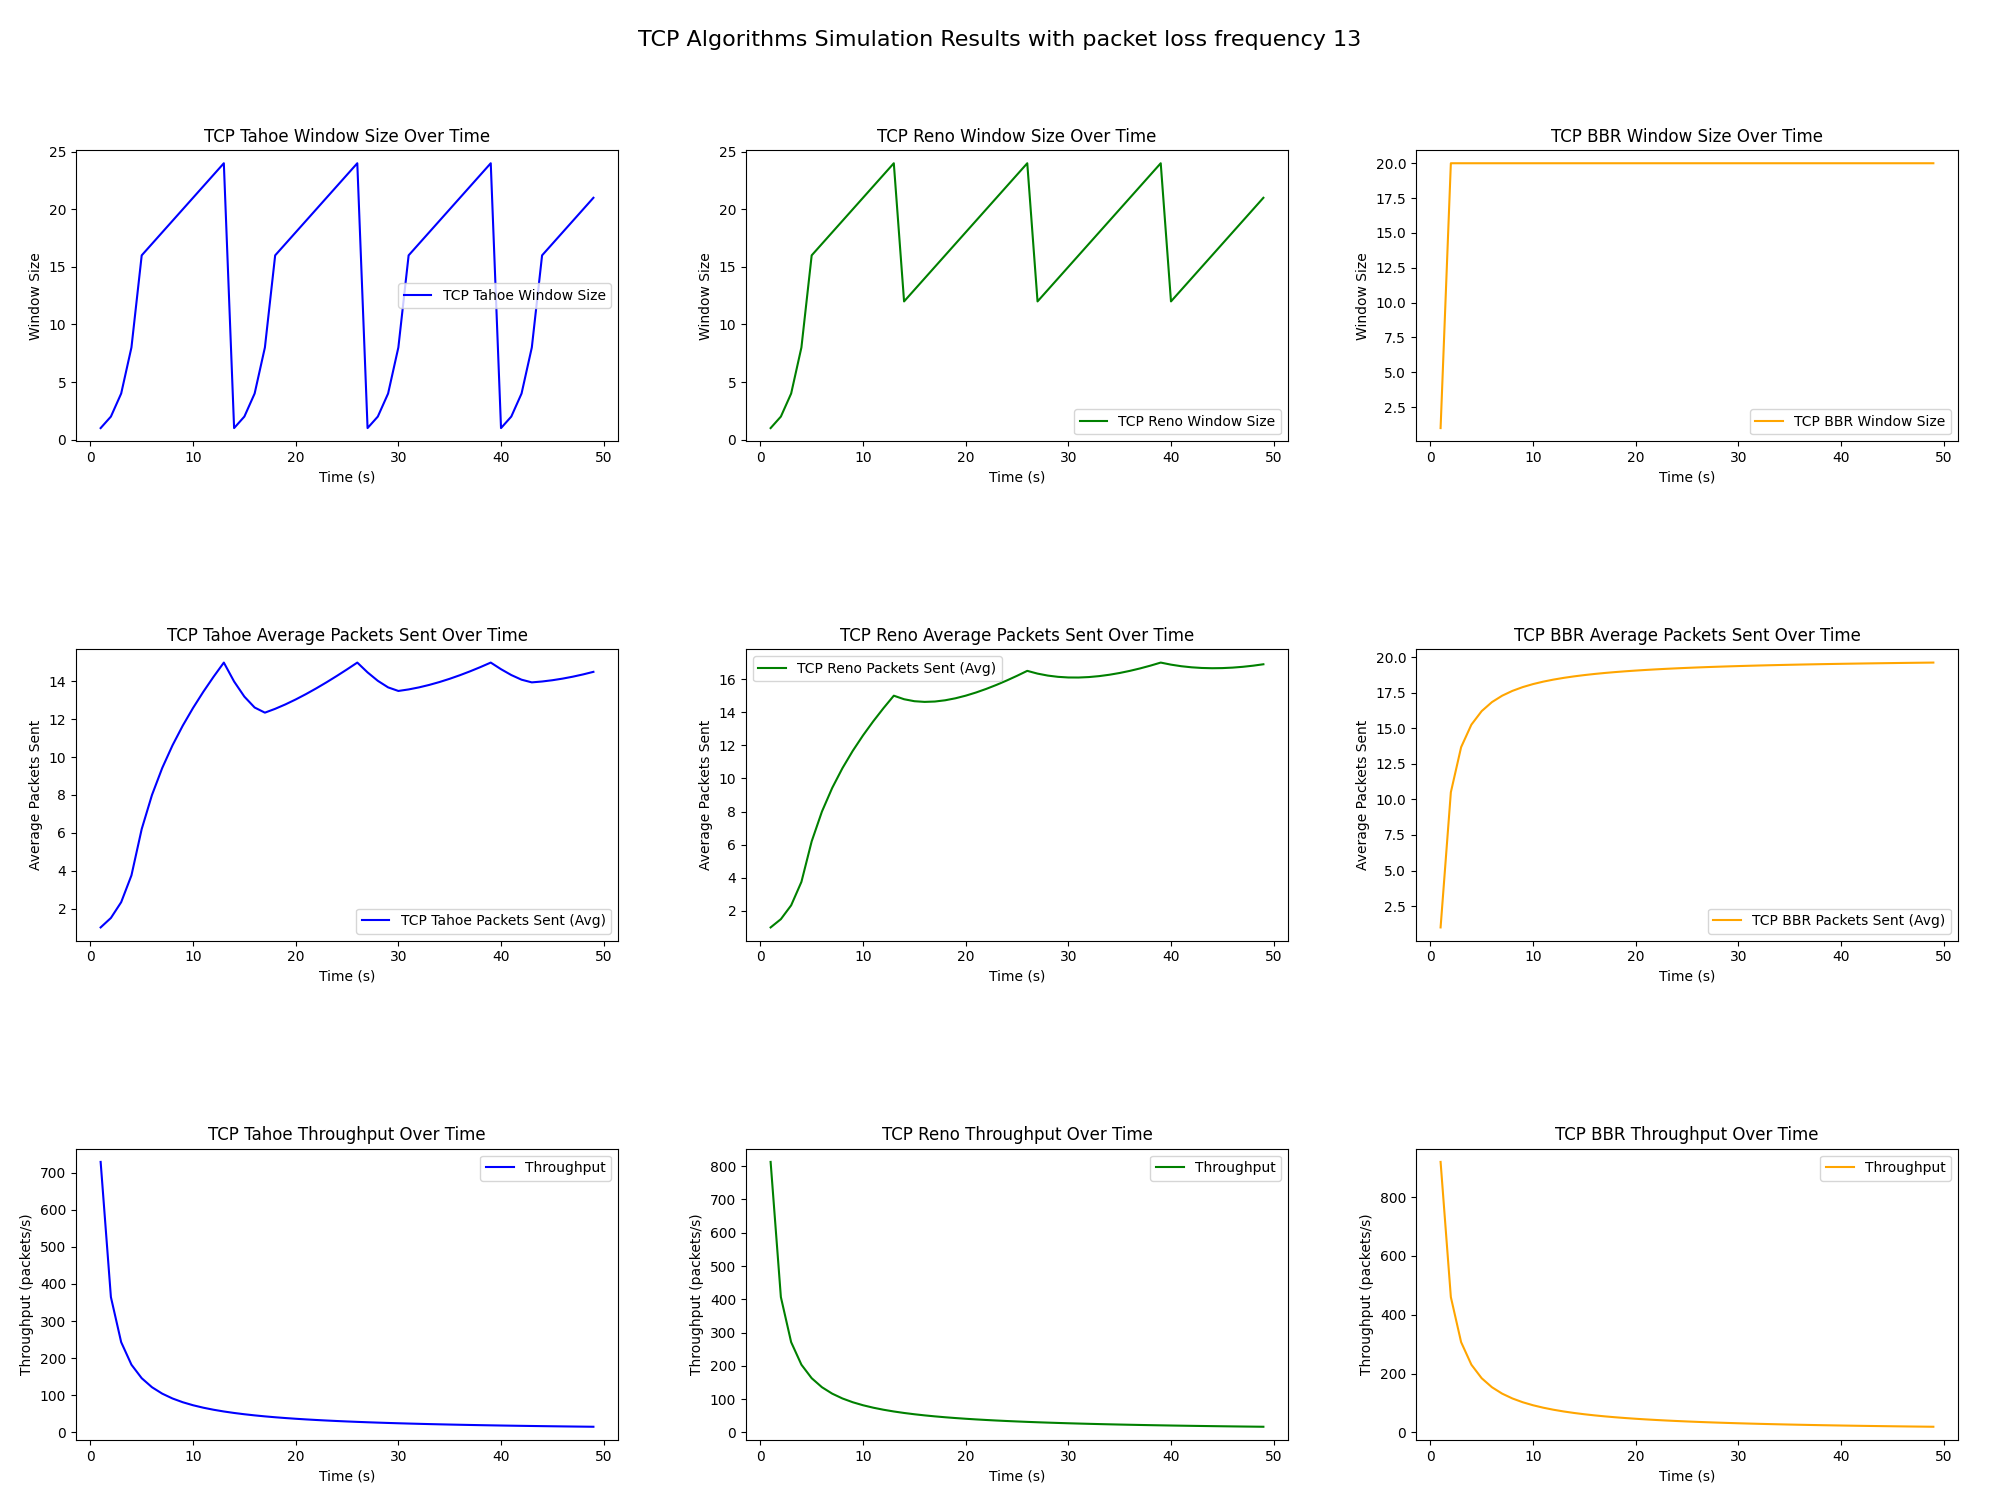 TCP Algorithms Simulation Results with packet loss frequency 13
TCP Tahoe Window Size Over Time
Window Size
25
20
15
10
5
0
TCP Tahoe Window Size
0 10 20 30 40 50
Time (s)
TCP Reno Window Size Over Time
Window Size
25
20
15
10
5
0
TCP Reno Window Size
0 10 20 30 40 50
Time (s)
TCP BBR Window Size Over Time
Window Size
20.0
17.5
15.0
12.5
10.0
7.5
5.0
2.5
TCP BBR Window Size
0 10 20 30 40 50
Time (s)
TCP Tahoe Average Packets Sent Over Time
Average Packets Sent
14
12
10
8
6
4
2
TCP Tahoe Packets Sent (Avg)
0 10 20 30 40 50
Time (s)
TCP Reno Average Packets Sent Over Time
Average Packets Sent
TCP Reno Packets Sent (Avg)
16
14
12
10
8
6
4
2
0 10 20 30 40 50
Time (s)
TCP BBR Average Packets Sent Over Time
Average Packets Sent
20.0
17.5
15.0
12.5
10.0
7.5
5.0
2.5
TCP BBR Packets Sent (Avg)
0 10 20 30 40 50
Time (s)
TCP Tahoe Throughput Over Time
Throughput (packets/s)
Throughput
700
600
500
400
300
200
100
0
0 10 20 30 40 50
Time (s)
TCP Reno Throughput Over Time
Throughput (packets/s)
Throughput
800
700
600
500
400
300
200
100
0
0 10 20 30 40 50
Time (s)
TCP BBR Throughput Over Time
Throughput (packets/s)
Throughput
800
600
400
200
0
0 10 20 30 40 50
Time (s)